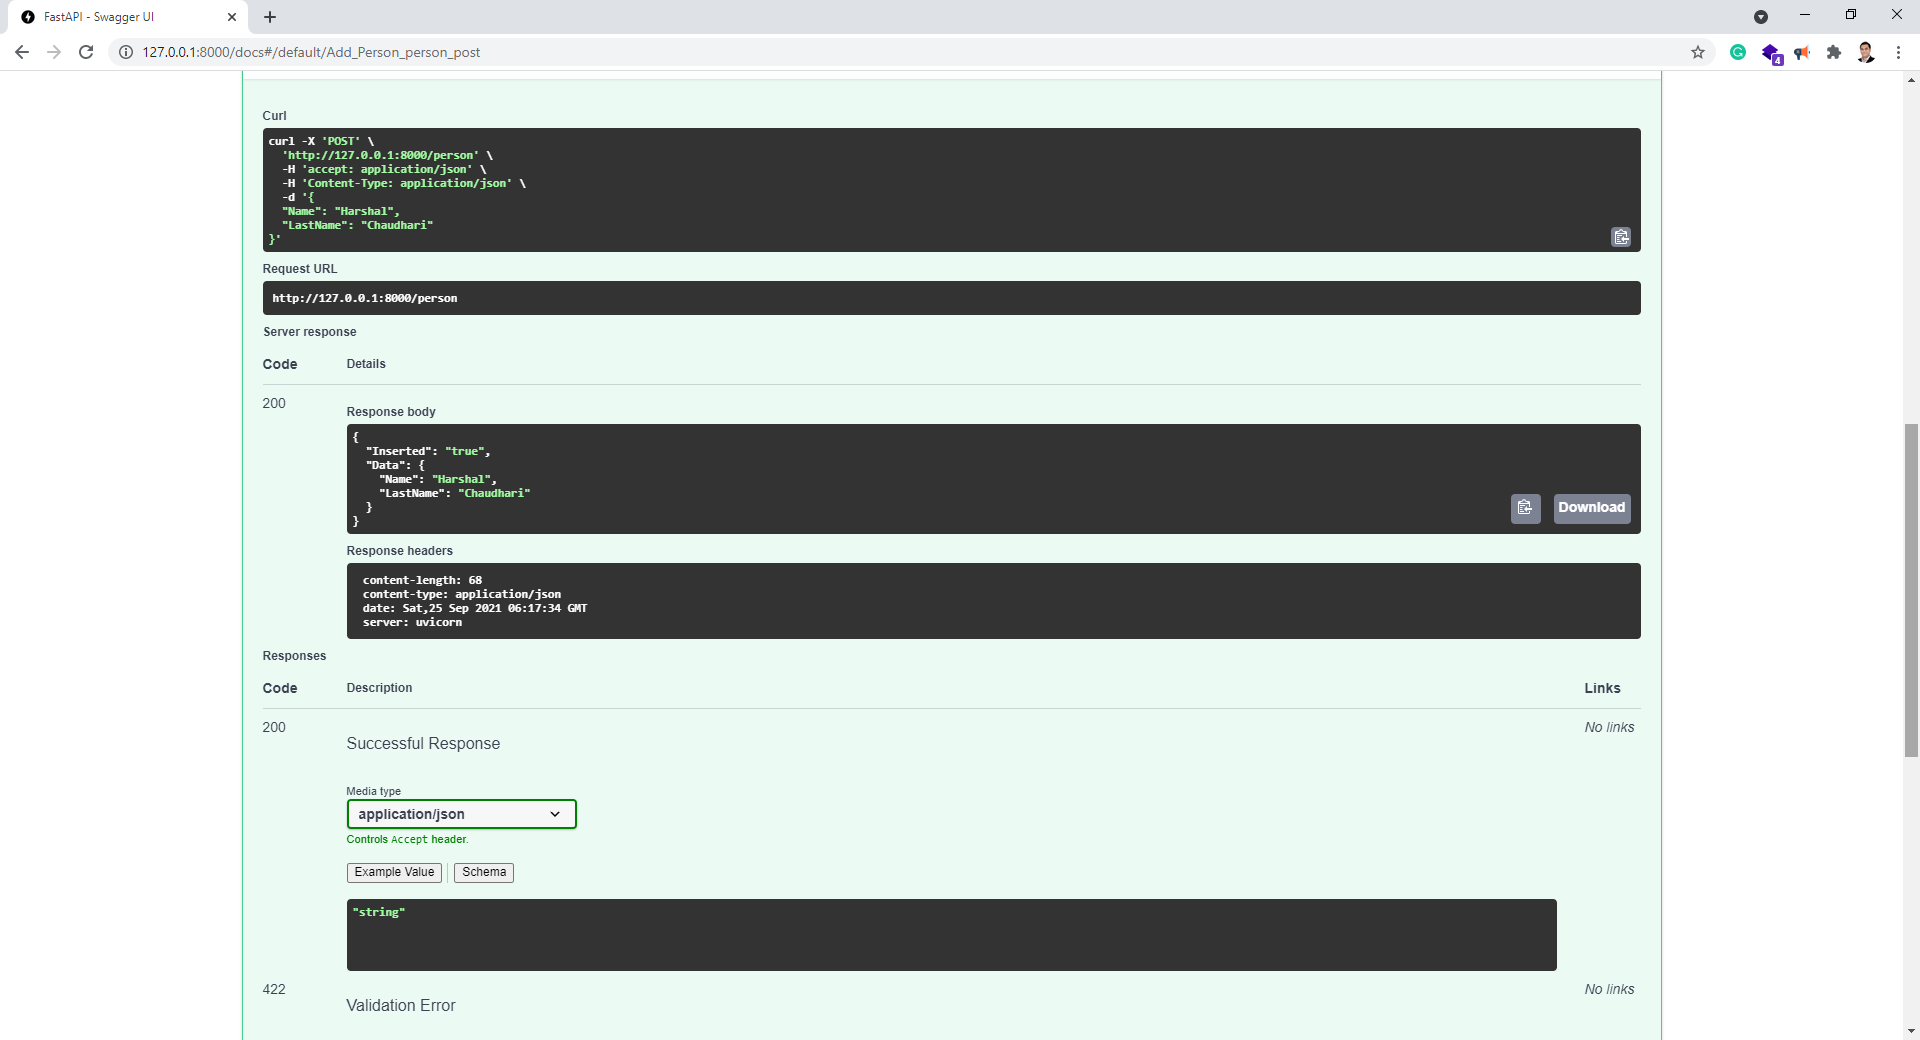 FastAPI - Swagger UI
127.0.0.1:8000/docs#/default/Add_Person_person_post
4
Curl
curl -X 'POST' \
  'http://127.0.0.1:8000/person' \
  -H 'accept: application/json' \
  -H 'Content-Type: application/json' \
  -d '{
  "Name": "Harshal",
  "LastName": "Chaudhari"
}'
Request URL
http://127.0.0.1:8000/person
Server response
Code Details
200
Response body
{
  "Inserted": "true",
  "Data": {
    "Name": "Harshal",
    "LastName": "Chaudhari"
  }
}
Download
Response headers
content-length: 68
content-type: application/json
date: Sat,25 Sep 2021 06:17:34 GMT
server: uvicorn
Responses
Code Description Links
200 No links
Successful Response
Media type
application/json
Controls Accept header.
Example Value Schema
"string"
422 No links
Validation Error